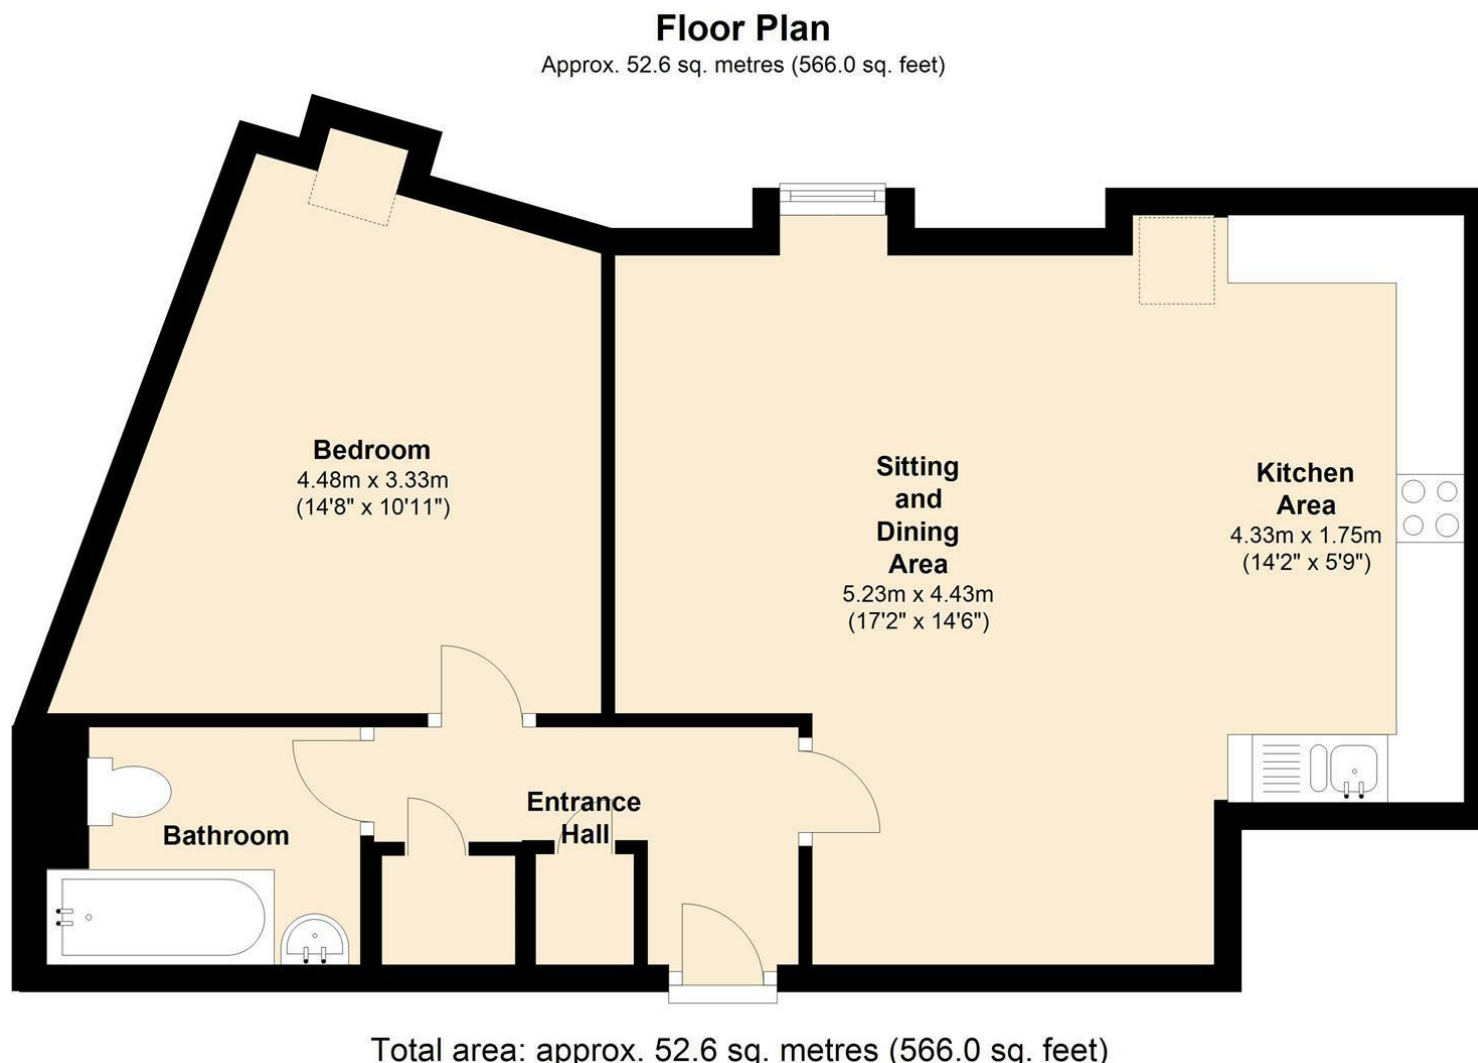 Floor Plan
Approx. 52.6 sq. metres (566.0 sq. feet)
Bedroom
4.48m x 3.33m
(14'8" x 10'11")
Sitting
and
Dining
Area
5.23m x 4.43m
(17'2" x 14'6")
Kitchen
Area
4.33m x 1.75m
(14'2" x 5'9")
Entrance
Hall
Bathroom
Total area: approx. 52.6 sq. metres (566.0 sq. feet)